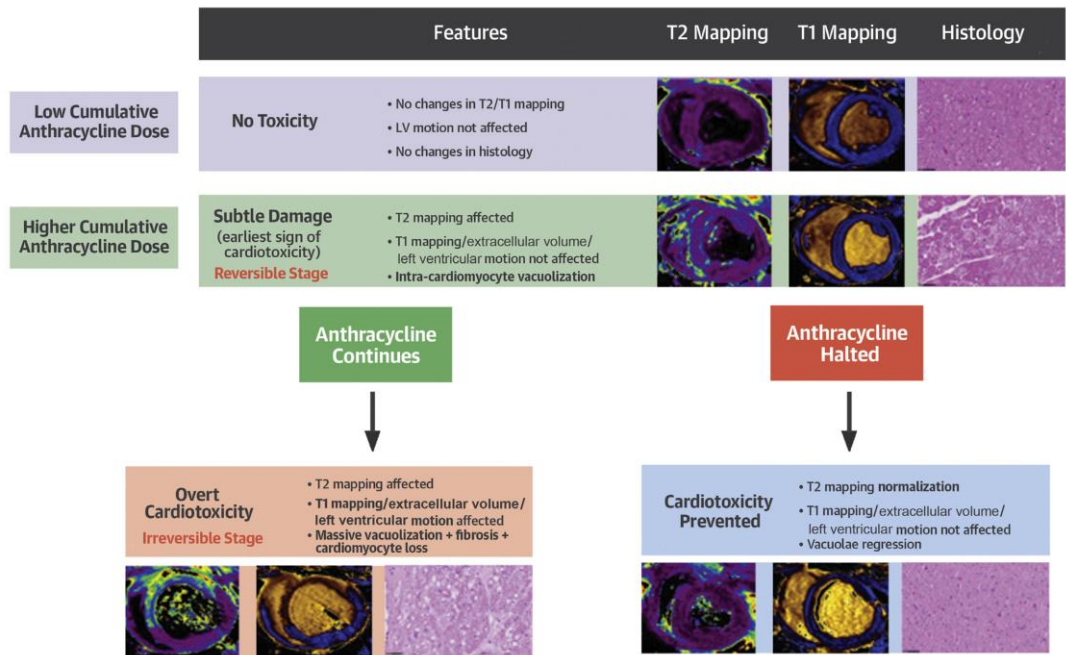 Features
T2 Mapping
T1 Mapping
Histology
Low Cumulative
Anthracycline Dose
No Toxicity
• No changes in T2/T1 mapping
• LV motion not affected
• No changes in histology
Higher Cumulative
Anthracycline Dose
Subtle Damage
(earliest sign of
cardiotoxicity)
Reversible Stage
• T2 mapping affected
• T1 mapping/extracellular volume/
left ventricular motion not affected
• Intra-cardiomyocyte vacuolization
Anthracycline
Continues
Anthracycline
Halted
Overt
Cardiotoxicity
Irreversible Stage
• T2 mapping affected
• T1 mapping/extracellular volume/
left ventricular motion affected
• Massive vacuolization + fibrosis +
cardiomyocyte loss
Cardiotoxicity
Prevented
• T2 mapping normalization
• T1 mapping/extracellular volume/
left ventricular motion not affected
• Vacuolae regression